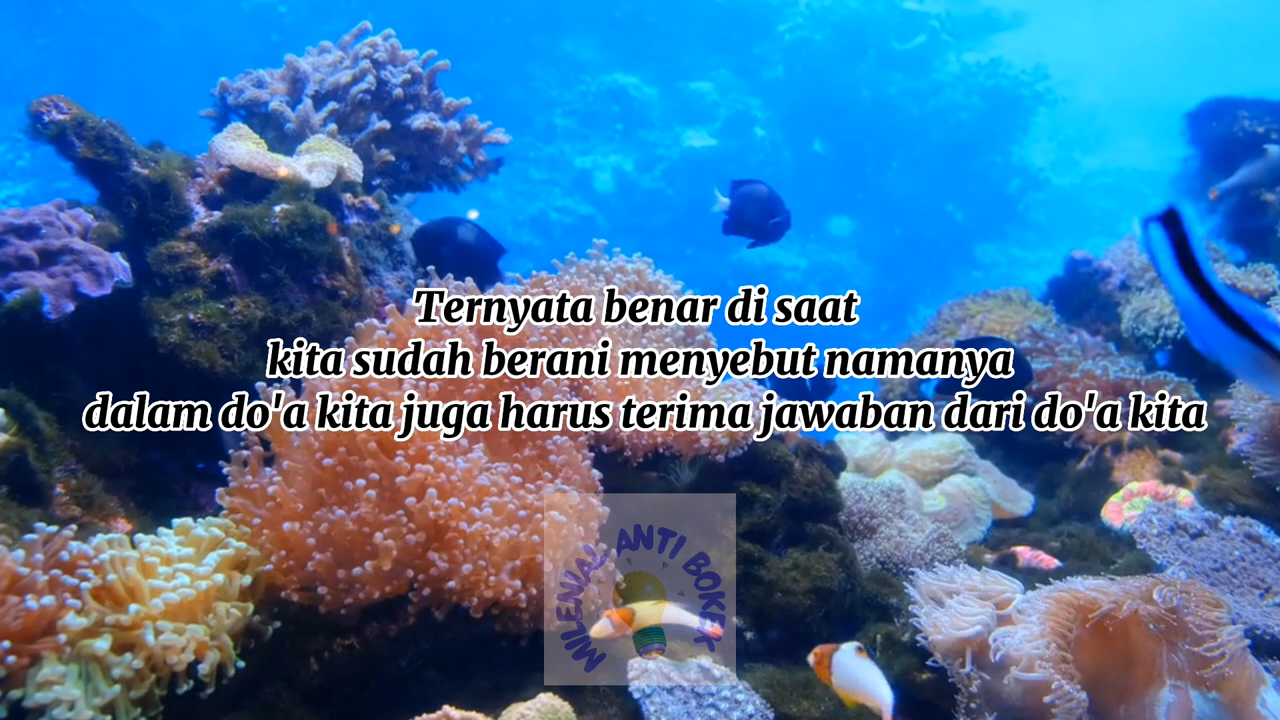 Ternyata benar di saat
kita sudah berani menyebut namanya
dalam do'a kita juga harus terima jawaban dari do'a kita
MILENIAL ANTI BOKEK